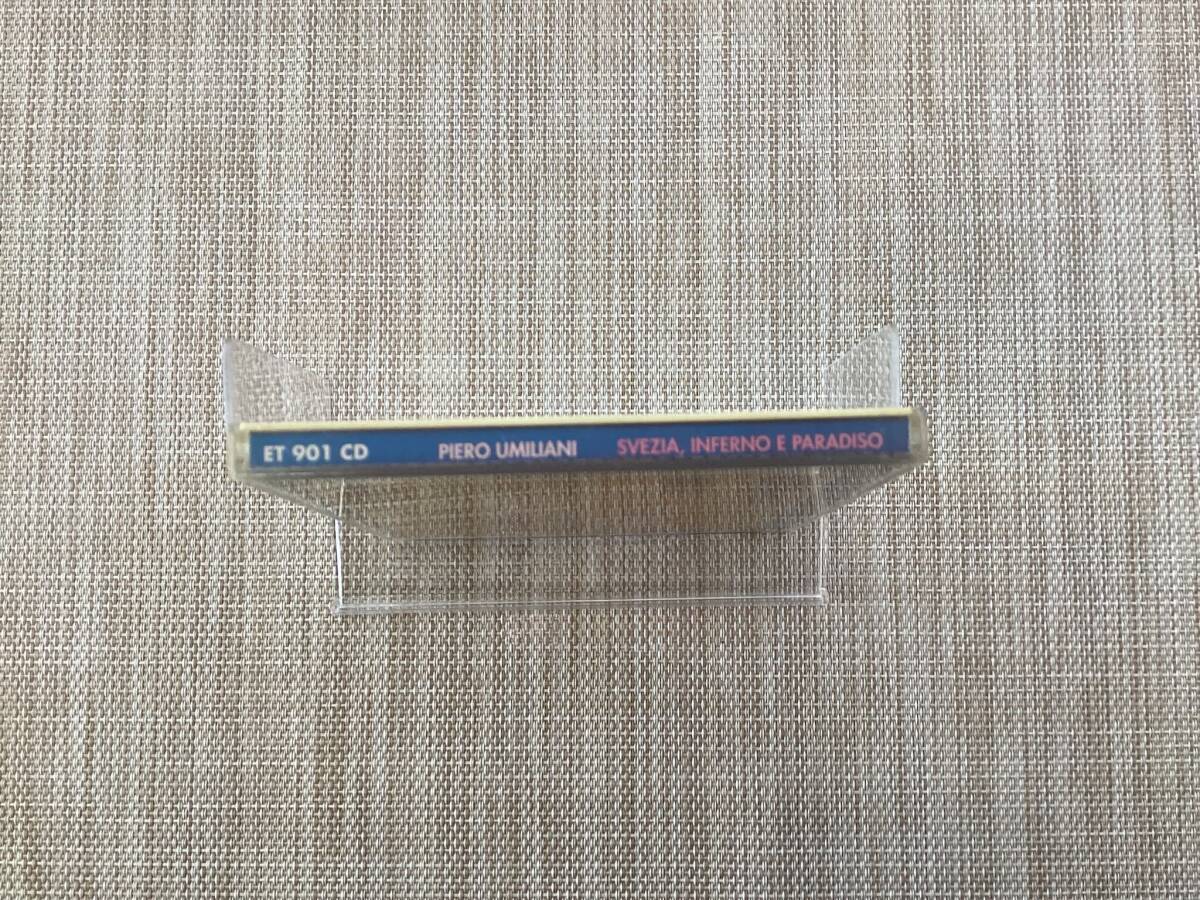 ET 901 CD PIERO UMILIANI SVEZIA, INFERNO E PARADISO